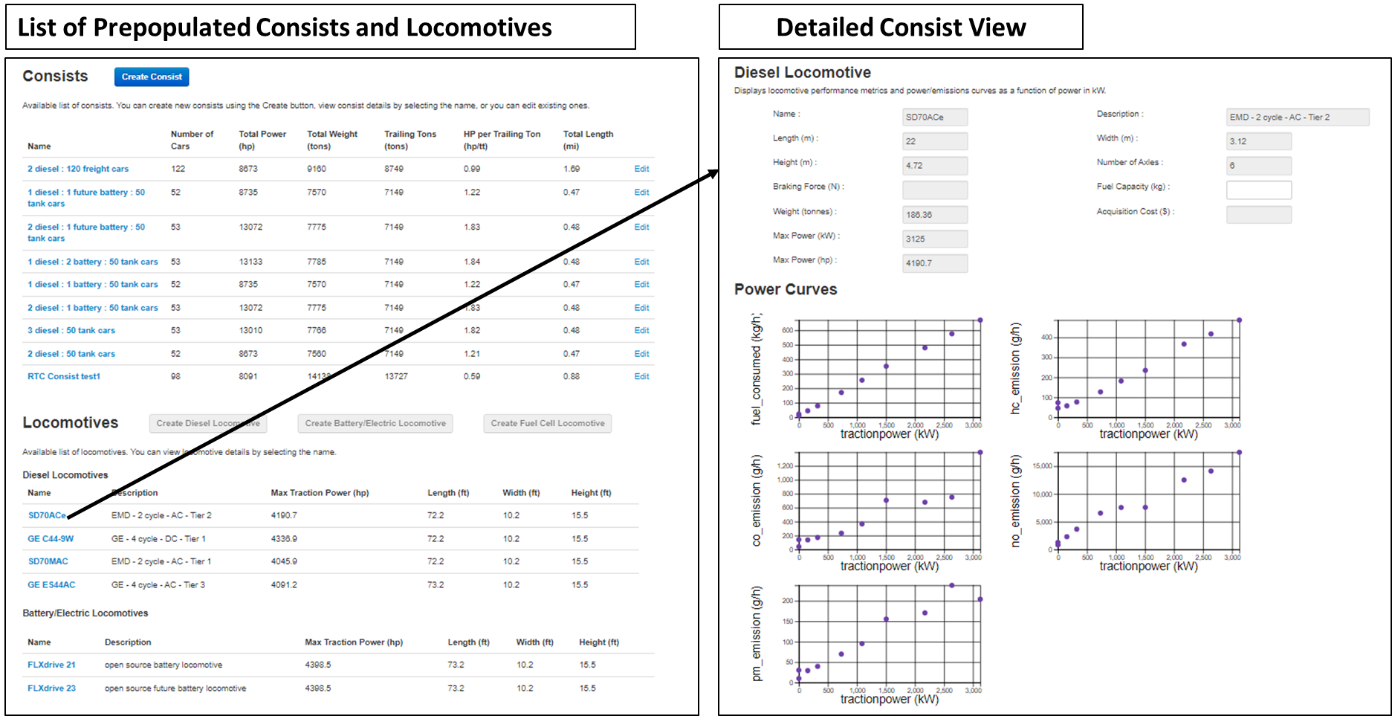 List of Prepopulated Consists and Locomotives
Detailed Consist View
Consists Create Consist
Available list of consists. You can create new consists using the Create button, view consist details by selecting the name, or you can edit existing ones.
Number of Total Power Total Weight Trailing Tons HP per Trailing Ton Total Length
Name Cars (hp) (tons) (tons) (hp/tt) (mi)
2 diesel : 120 freight cars 122 8673 9160 8749 0.99 1.69 Edit
1 diesel : 1 future battery : 50 52 8735 7670 7149 1.22 0.47 Edit
tank cars
2 diesel : 1 future battery : 50 53 13072 7775 7149 1.83 0.48 Edit
tank cars
1 diesel : 2 battery : 50 tank cars 53 13133 7785 7149 1.84 0.48 Edit
1 diesel : 1 battery : 50 tank cars 52 8735 7670 7149 1.22 0.47 Edit
2 diesel : 1 battery : 50 tank cars 53 13072 7775 7149 1.83 0.48 Edit
3 diesel : 50 tank cars 53 13010 7766 7149 1.82 0.48 Edit
2 diesel : 50 tank cars 52 8673 7560 7149 1.21 0.47 Edit
RTC Consist test1 98 8091 13727 0.59 0.88 Edit
Locomotives Create Diesel Locomotive Create Battery/Electric Locomotive Create Fuel Cell Locomotive
Available list of locomotives. You can view locomotive details by selecting the name.
Diesel Locomotives
Name Description Max Traction Power (hp) Length (ft) Width (ft) Height (ft)
SD70ACe EMD - 2 cycle - AC - Tier 2 4190.7 72.2 10.2 15.5
GE C44-9W GE - 4 cycle - DC - Tier 1 4336.9 72.2 10.2 15.5
SD70MAC EMD - 2 cycle - AC - Tier 1 4045.9 72.2 10.2 15.5
GE ES44AC GE - 4 cycle - AC - Tier 3 4091.2 73.2 10.2 15.5
Battery/Electric Locomotives
Name Description Max Traction Power (hp) Length (ft) Width (ft) Height (ft)
FLXdrive 21 open source battery locomotive 4398.5 73.2 10.2 15.5
FLXdrive 23 open source future battery locomotive 4398.5 73.2 10.2 15.5
Diesel Locomotive
Displays locomotive performance metrics and power/emissions curves as a function of power in kW.
Name : SD70ACe Description : EMD - 2 cycle - AC - Tier 2
Length (m) : 22 Width (m) : 3.12
Height (m) : 4.72 Number of Axles : 6
Braking Force (N) : Fuel Capacity (kg) :
Weight (tonnes) : 186.36 Acquisition Cost ($) :
Max Power (kW) : 3125
Max Power (hp) : 4190.7
Power Curves
fuel_consumed (kg/h)
600
500
400
300
200
100
0
0 500 1,000 1,500 2,000 2,500 3,000
tractionpower (kW)
hc_emission (g/h)
400
300
200
100
0
0 500 1,000 1,500 2,000 2,500 3,000
tractionpower (kW)
co_emission (g/h)
1,200
1,000
800
600
400
200
0
0 500 1,000 1,500 2,000 2,500 3,000
tractionpower (kW)
no_emission (g/h)
15,000
10,000
5,000
0
0 500 1,000 1,500 2,000 2,500 3,000
tractionpower (kW)
pm_emission (g/h)
200
150
100
50
0
0 500 1,000 1,500 2,000 2,500 3,000
tractionpower (kW)